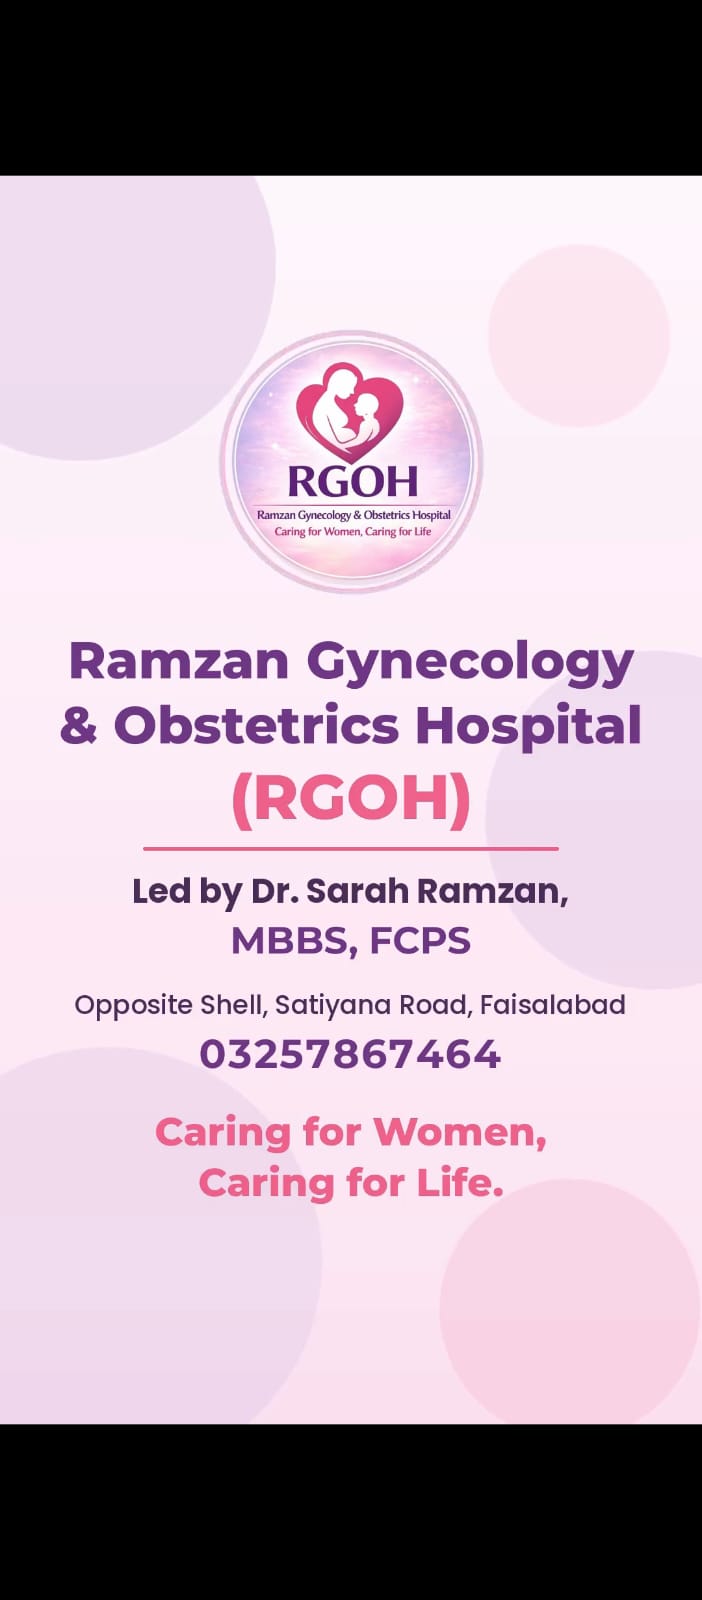 RGOH
Ramzan Gynecology & Obstetrics Hospital
Caring for Women, Caring for Life
Ramzan Gynecology
& Obstetrics Hospital
(RGOH)
Led by Dr. Sarah Ramzan,
MBBS, FCPS
Opposite Shell, Satiyana Road, Faisalabad
03257867464
Caring for Women,
Caring for Life.